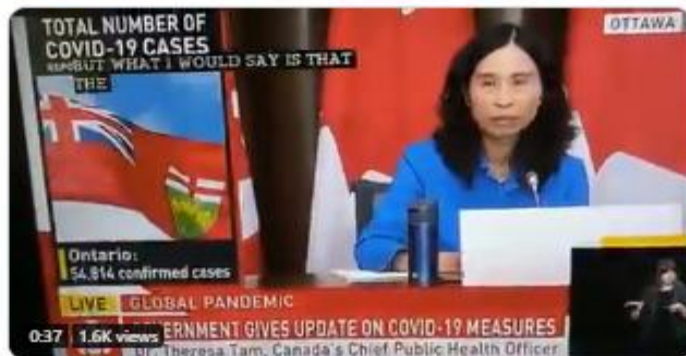 TOTAL NUMBER OF
COVID-19 CASES
BUT WHAT I WOULD SAY IS THAT
THE
OTTAWA
Ontario:
54,814 confirmed cases
LIVE GLOBAL PANDEMIC
GOVERNMENT GIVES UPDATE ON COVID-19 MEASURES
Dr. Theresa Tam, Canada's Chief Public Health Officer
0:37 1.6K views